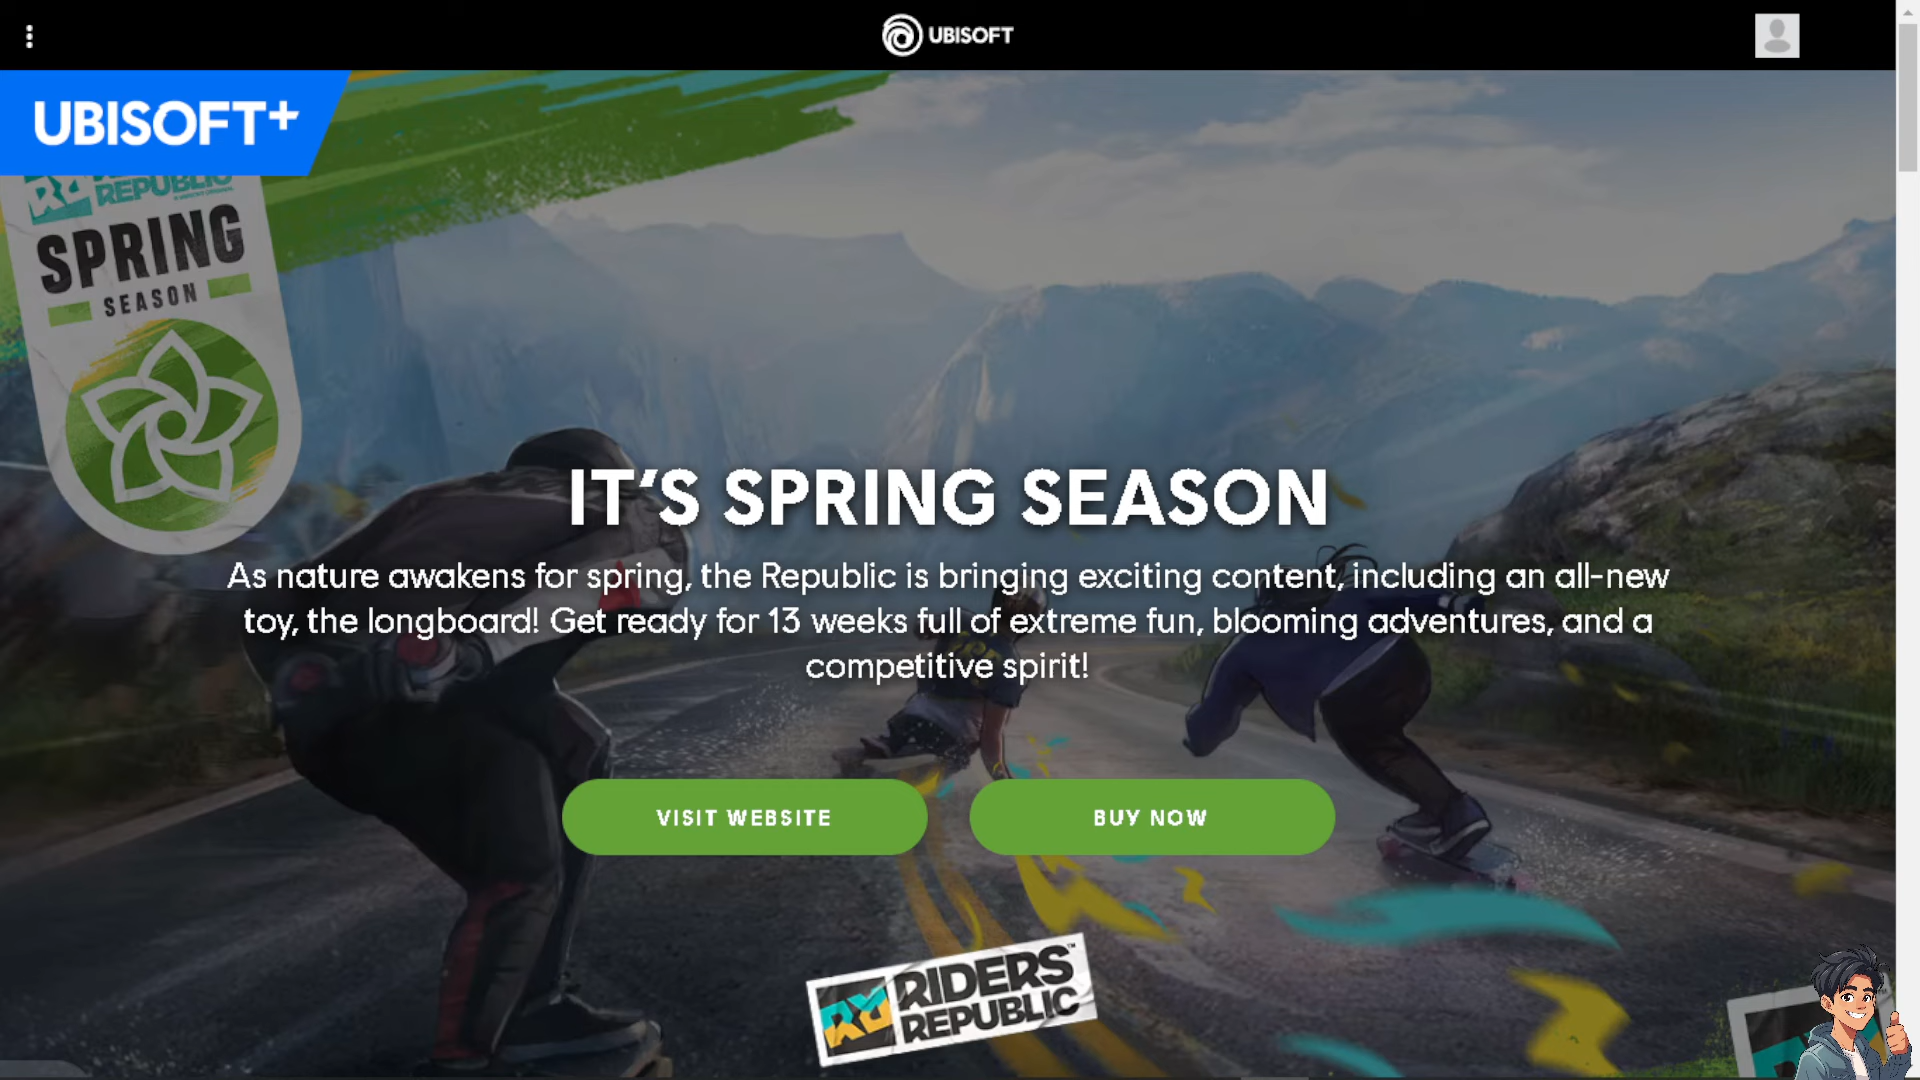 UBISOFT
UBISOFT+
REPUBLIC
SPRING
SEASON
IT'S SPRING SEASON
As nature awakens for spring, the Republic is bringing exciting content, including an all-new
toy, the longboard! Get ready for 13 weeks full of extreme fun, blooming adventures, and a
competitive spirit!
VISIT WEBSITE
BUY NOW
RIDERS
REPUBLIC